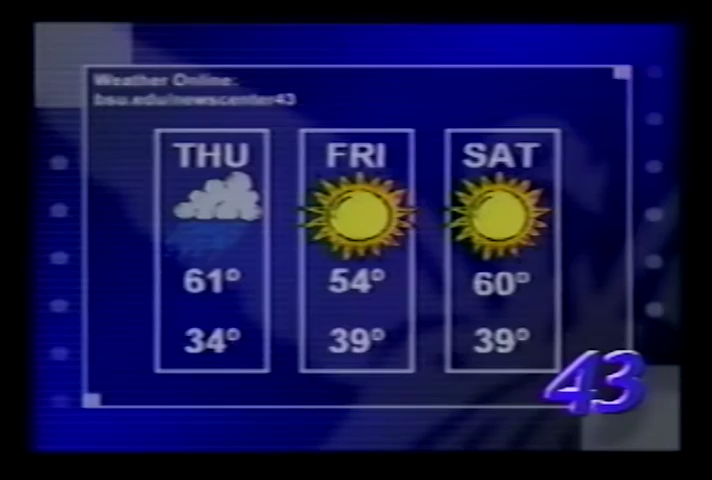 Weather Online:
bsu.edu/newscenter43
THU FRI SAT
61° 54° 60°
34° 39° 39°
43